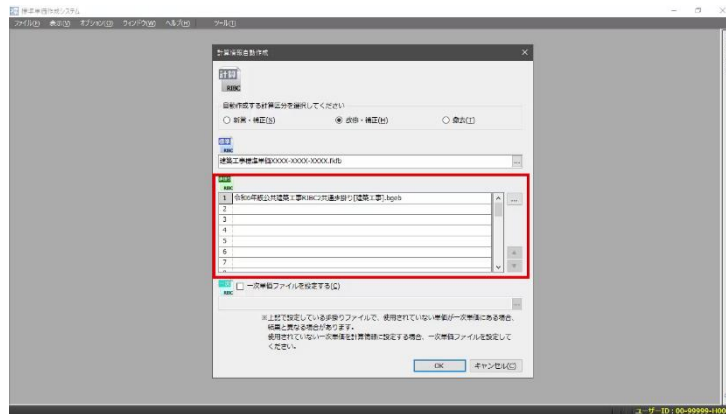 標準単価作成システム
ファイル(F) 表示(V) オプション(O) ウィンドウ(W) ヘルプ(H) ツール(T)
計算情報自動作成
計算
RIBC
自動作成する計算区分を選択してください
新営・補正(S) 改修・補正(H) 撤去(T)
RIBC
建築工事標準単価XXXX-XXXX-XXXX.fkfb
...
RIBC
1 令和6年版公共建築工事RIBC2共通歩掛り[建築工事].bgeb
...
2
3
4
5
6
7
RIBC
一次単価ファイルを設定する(C)
...
※上記で設定している歩掛りファイルで、使用されていない単価が一次単価にある場合、
結果と異なる場合があります。
使用されていない一次単価を計算情報に設定する場合、一次単価ファイルを設定して
ください。
OK キャンセル(C)
ユーザーID : 00-99999-H00